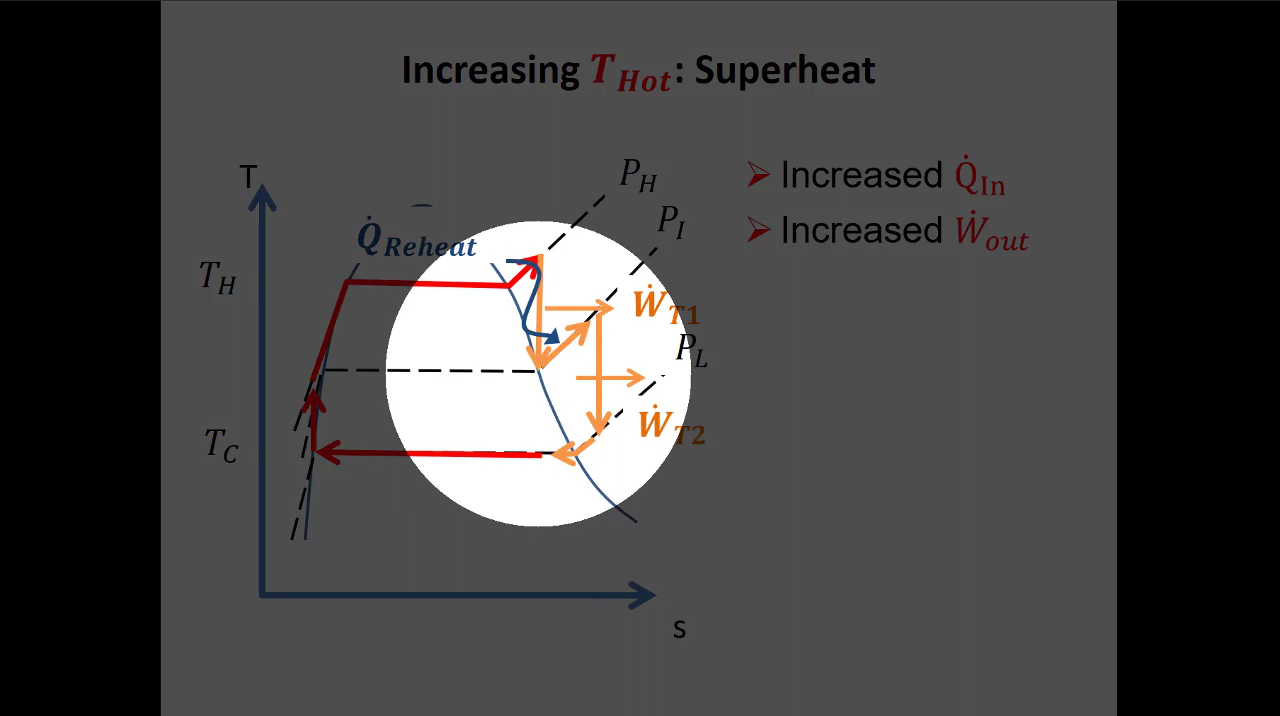 Increasing T_Hot: Superheat
T
P_H
➢ Increased Q̇_In
P_I
➢ Increased Ẇ_out
Q̇_Reheat
T_H
Ẇ_T1
P_L
T_C
Ẇ_T2
s